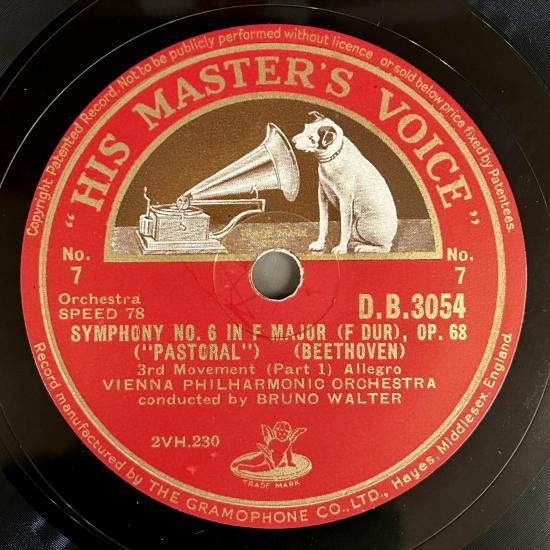 Copyright Patented Record. Not to be publicly performed without licence or sold below price fixed by Patentees.
"HIS MASTER'S VOICE"
No.
7
No.
7
Orchestra
SPEED 78
D.B.3054
SYMPHONY NO. 6 IN F MAJOR (F DUR), OP. 68
("PASTORAL") (BEETHOVEN)
3rd Movement (Part 1) Allegro
VIENNA PHILHARMONIC ORCHESTRA
conducted by BRUNO WALTER
2VH.230
TRADE MARK
Record manufactured by THE GRAMOPHONE CO., LTD., Hayes, Middlesex, England.